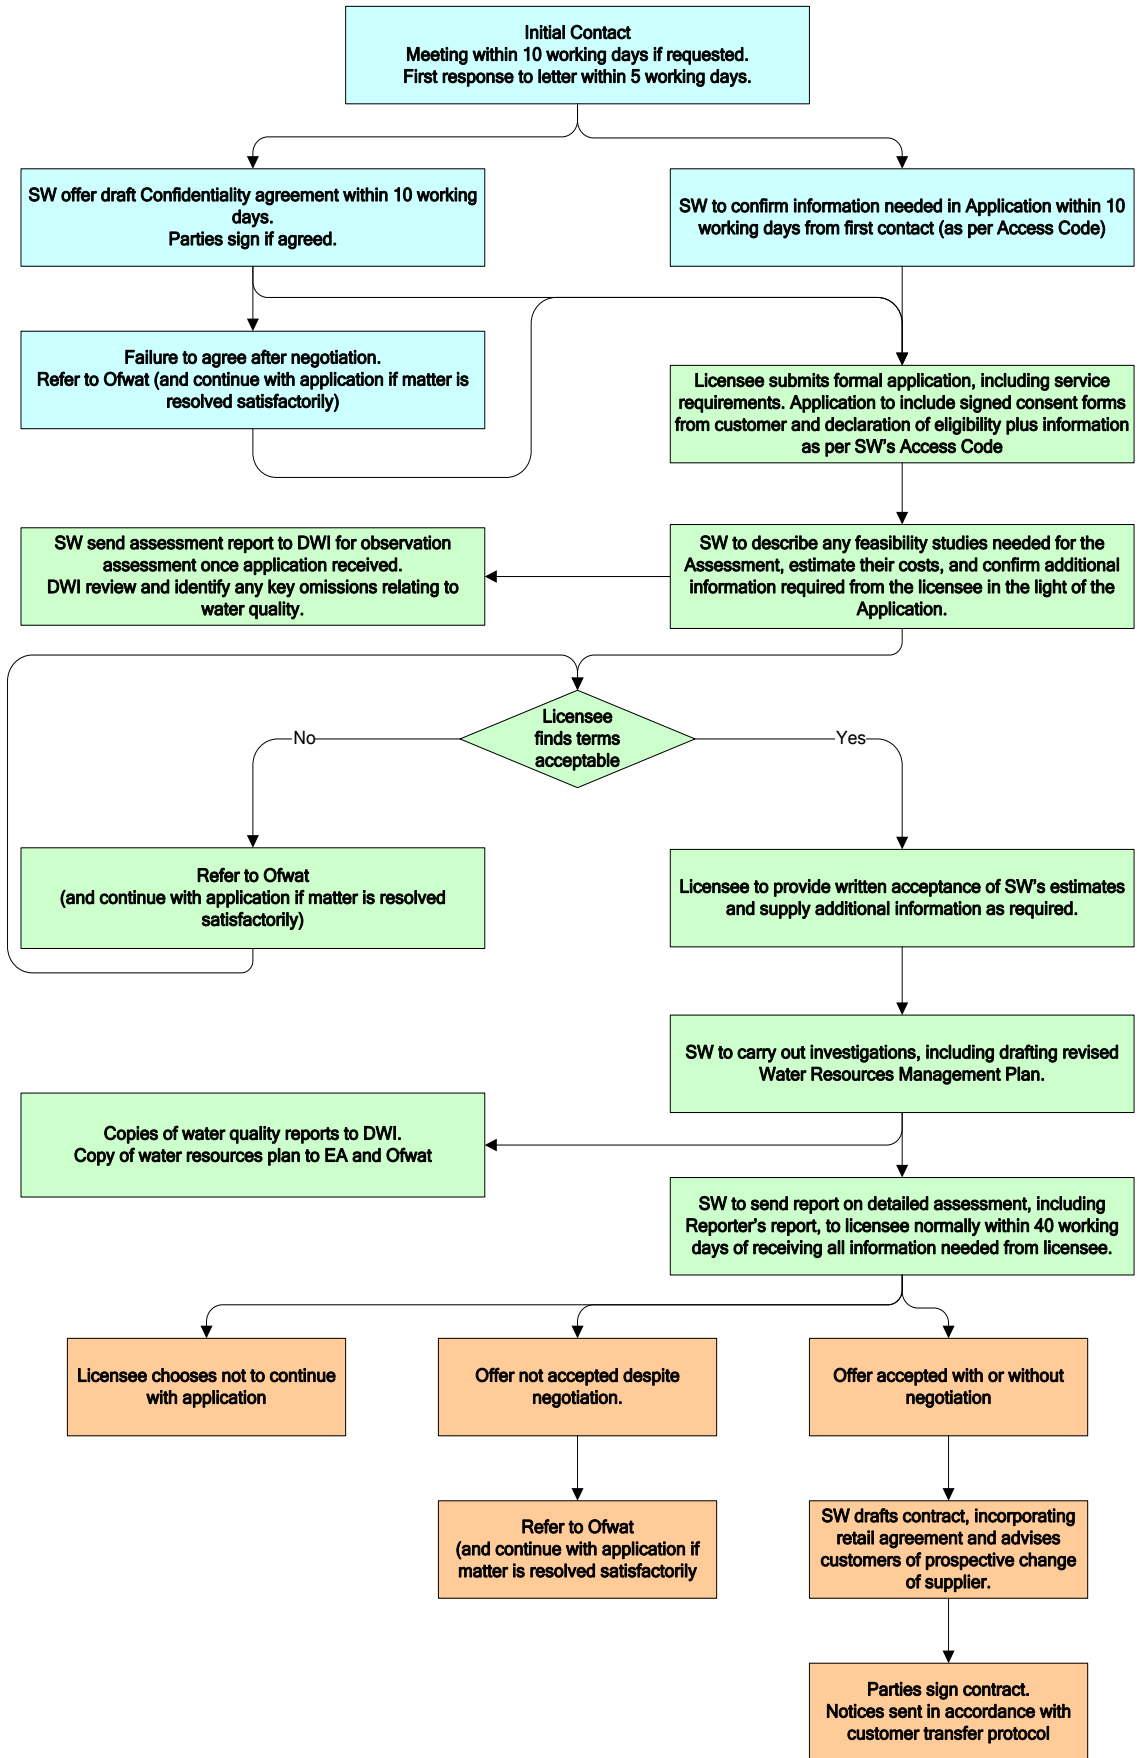 Initial Contact
Meeting within 10 working days if requested.
First response to letter within 5 working days.
SW offer draft Confidentiality agreement within 10 working
days.
Parties sign if agreed.
SW to confirm information needed in Application within 10
working days from first contact (as per Access Code)
Failure to agree after negotiation.
Refer to Ofwat (and continue with application if matter is
resolved satisfactorily)
Licensee submits formal application, including service
requirements. Application to include signed consent forms
from customer and declaration of eligibility plus information
as per SW's Access Code
SW send assessment report to DWI for observation
assessment once application received.
DWI review and identify any key omissions relating to
water quality.
SW to describe any feasibility studies needed for the
Assessment, estimate their costs, and confirm additional
information required from the licensee in the light of the
Application.
Licensee
finds terms
acceptable
No
Yes
Refer to Ofwat
(and continue with application if matter is resolved
satisfactorily)
Licensee to provide written acceptance of SW's estimates
and supply additional information as required.
SW to carry out investigations, including drafting revised
Water Resources Management Plan.
Copies of water quality reports to DWI.
Copy of water resources plan to EA and Ofwat
SW to send report on detailed assessment, including
Reporter's report, to licensee normally within 40 working
days of receiving all information needed from licensee.
Licensee chooses not to continue
with application
Offer not accepted despite
negotiation.
Offer accepted with or without
negotiation
Refer to Ofwat
(and continue with application if
matter is resolved satisfactorily
SW drafts contract, incorporating
retail agreement and advises
customers of prospective change
of supplier.
Parties sign contract.
Notices sent in accordance with
customer transfer protocol